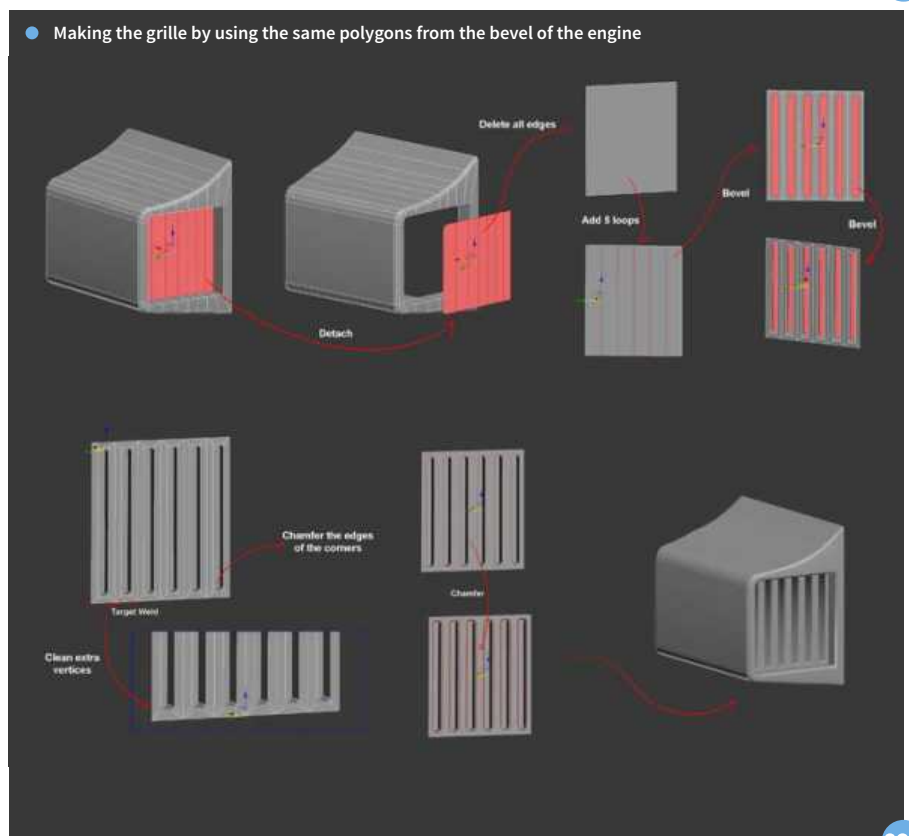 Making the grille by using the same polygons from the bevel of the engine
Delete all edges
Add 5 loops
Bevel
Bevel
Detach
Chamfer the edges
of the corners
Target Weld
Clean extra
vertices
Chamfer